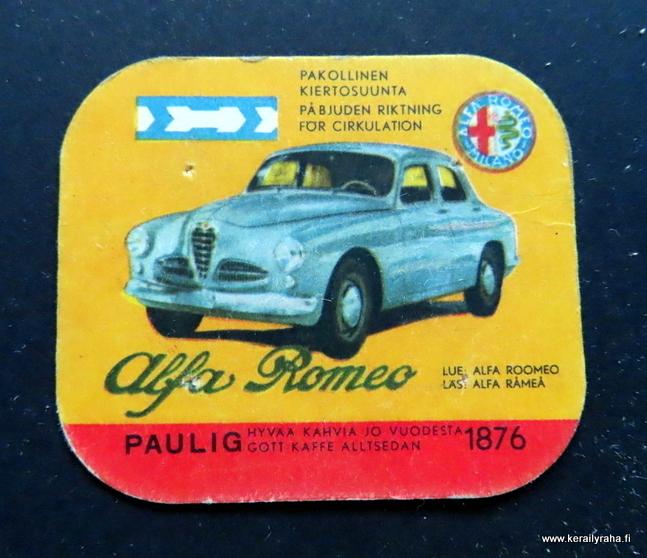 PAKOLLINEN
KIERTOSUUNTA
PÅBJUDEN RIKTNING
FÖR CIRKULATION
ALFA ROMEO
MILANO
Alfa Romeo
LUE: ALFA ROOMEO
LÄS: ALFA RÅMEÅ
PAULIG HYVÄÄ KAHVIA JO VUODESTA 1876
GOTT KAFFE ALLTSEDAN
www.kerailyraha.fi